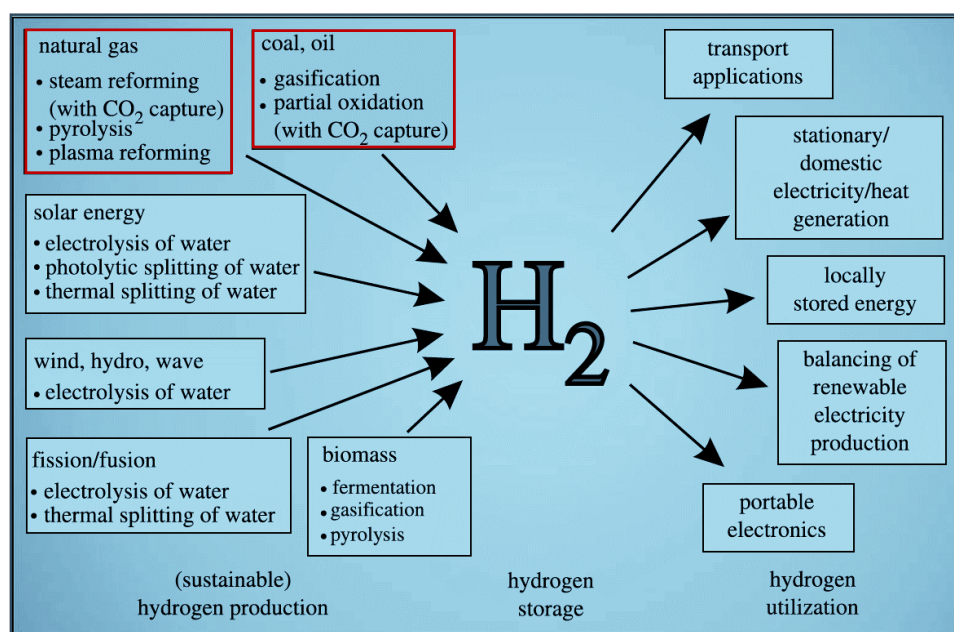 natural gas
• steam reforming
(with CO2 capture)
• pyrolysis
• plasma reforming
coal, oil
• gasification
• partial oxidation
(with CO2 capture)
solar energy
• electrolysis of water
• photolytic splitting of water
• thermal splitting of water
wind, hydro, wave
• electrolysis of water
fission/fusion
• electrolysis of water
• thermal splitting of water
biomass
• fermentation
• gasification
• pyrolysis
H2
transport
applications
stationary/
domestic
electricity/heat
generation
locally
stored energy
balancing of
renewable
electricity
production
portable
electronics
(sustainable)
hydrogen production
hydrogen
storage
hydrogen
utilization